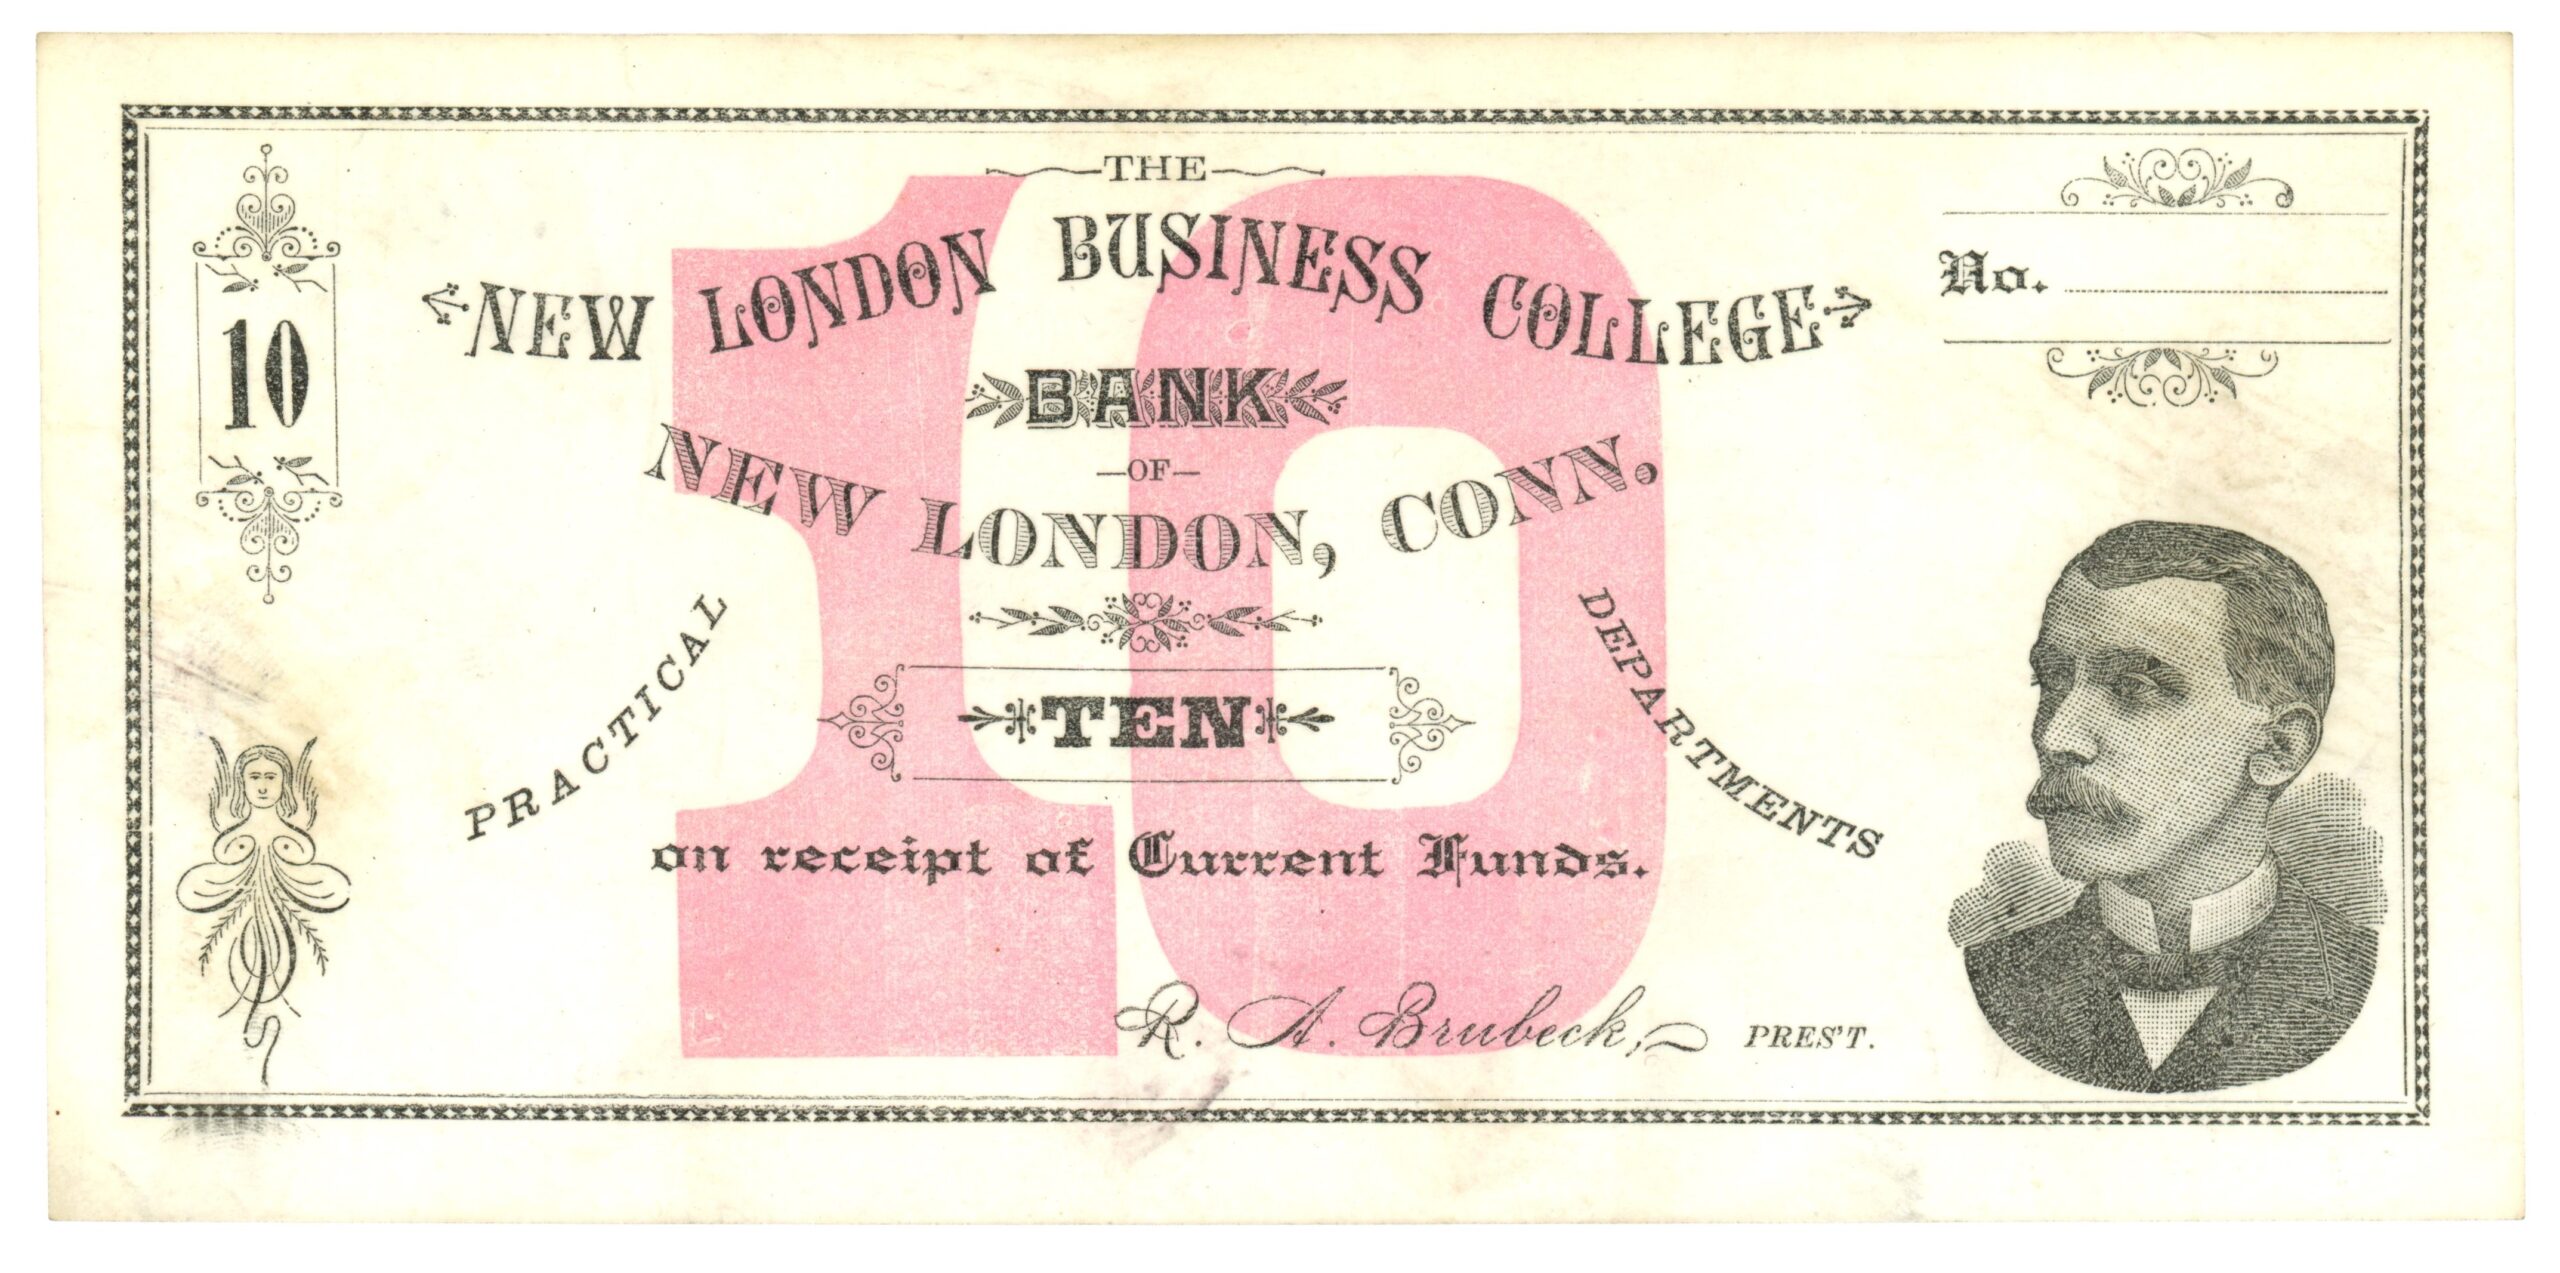 THE
NEW LONDON BUSINESS COLLEGE
BANK
10
No.
—OF—
NEW LONDON, CONN.
PRACTICAL
DEPARTMENTS
TEN
10
on receipt of Current Funds.
R. A. Brubeck, PRES'T.